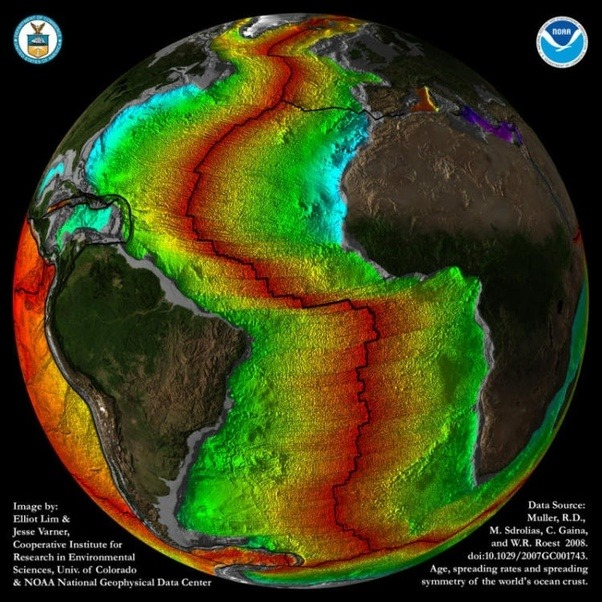 NOAA
Image by:
Elliot Lim &
Jesse Varner,
Cooperative Institute for
Research in Environmental
Sciences, Univ. of Colorado
& NOAA National Geophysical Data Center
Data Source:
Muller, R.D.,
M. Sdrolias, C. Gaina,
and W.R. Roest 2008.
doi:10.1029/2007GC001743.
Age, spreading rates and spreading
symmetry of the world's ocean crust.